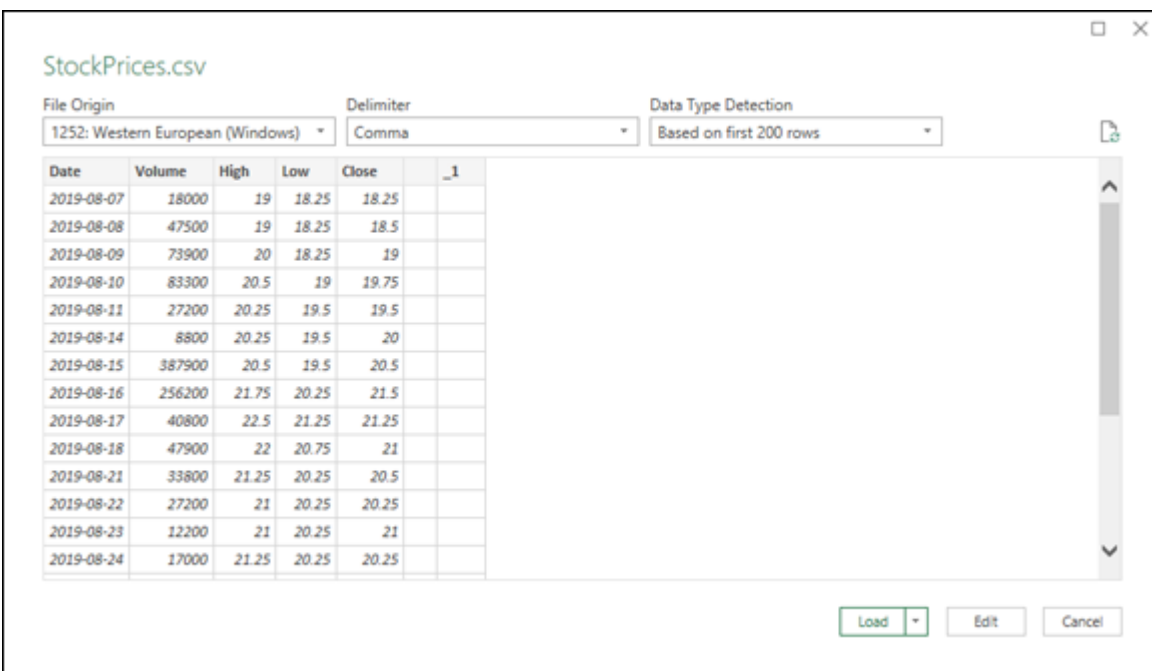 StockPrices.csv
File Origin Delimiter Data Type Detection
1252: Western European (Windows) Comma Based on first 200 rows
Date Volume High Low Close _1
2019-08-07 18000 19 18.25 18.25
2019-08-08 47500 19 18.25 18.5
2019-08-09 73900 20 18.25 19
2019-08-10 83300 20.5 19 19.75
2019-08-11 27200 20.25 19.5 19.5
2019-08-14 8800 20.25 19.5 20
2019-08-15 387900 20.5 19.5 20.5
2019-08-16 256200 21.75 20.25 21.5
2019-08-17 40800 22.5 21.25 21.25
2019-08-18 47900 22 20.75 21
2019-08-21 33800 21.25 20.25 20.5
2019-08-22 27200 21 20.25 20.25
2019-08-23 12200 21 20.25 21
2019-08-24 17000 21.25 20.25 20.25
Load Edit Cancel